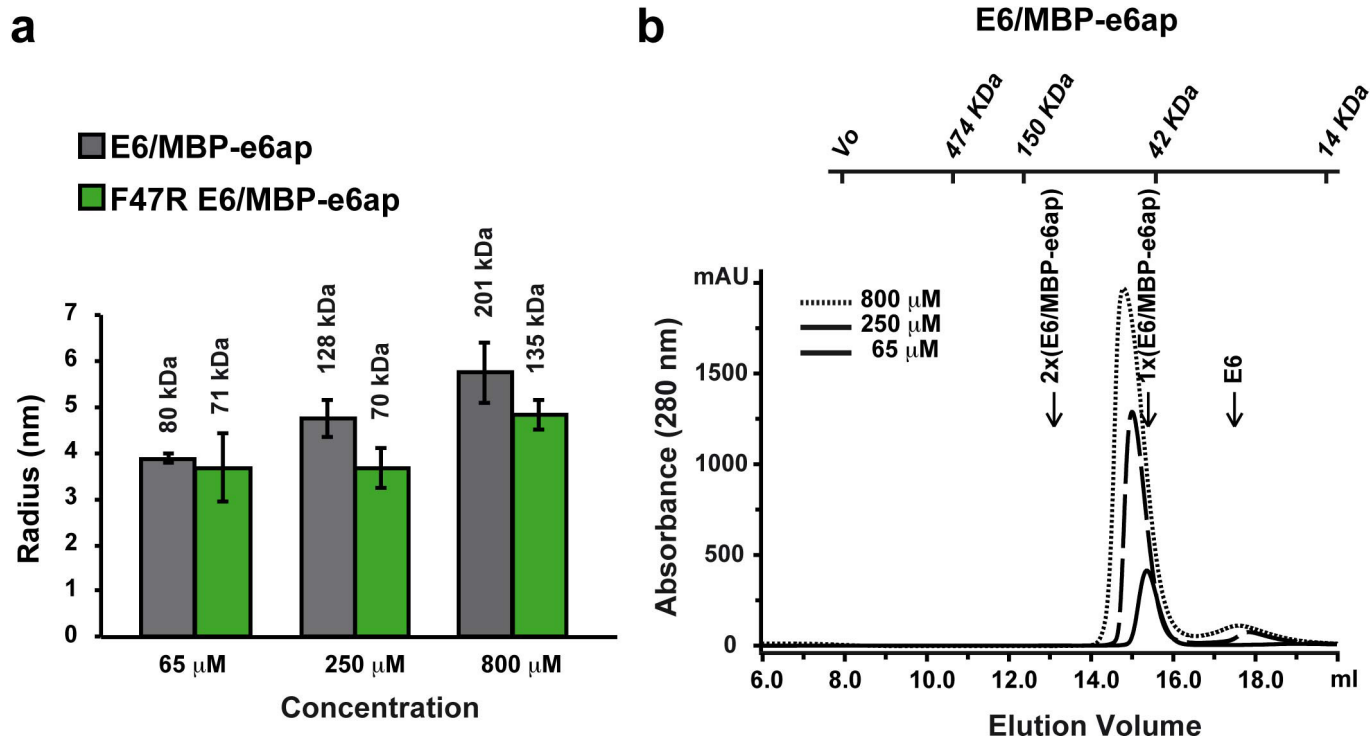 a
E6/MBP-e6ap
F47R E6/MBP-e6ap
80 kDa
71 kDa
128 kDa
70 kDa
201 kDa
135 kDa
Radius (nm)
7
6
5
4
3
2
1
0
65 μM
250 μM
800 μM
Concentration
b
E6/MBP-e6ap
Vo
474 KDa
150 KDa
42 KDa
14 KDa
2x(E6/MBP-e6ap)
1x(E6/MBP-e6ap)
E6
mAU
800 μM
250 μM
65 μM
Absorbance (280 nm)
1500
1000
500
0
6.0 8.0 10.0 12.0 14.0 16.0 18.0 ml
Elution Volume